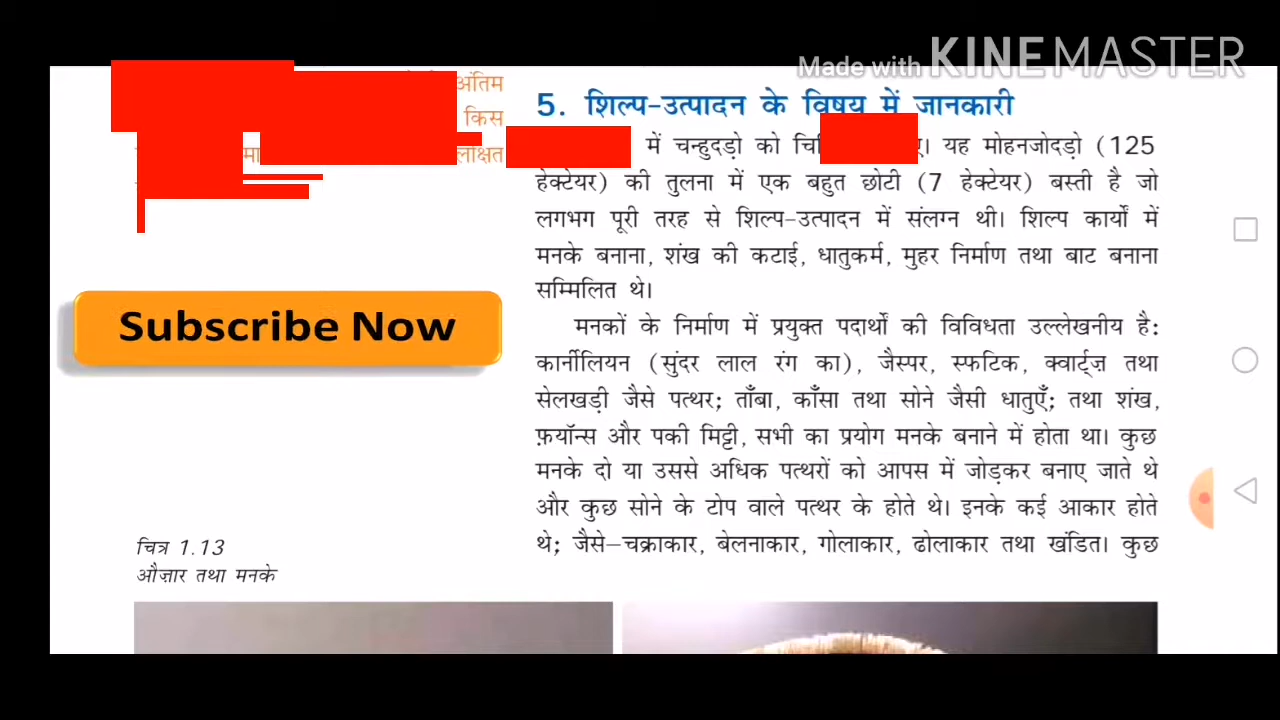 Made with KINEMASTER
अंतिम
किस
5. शिल्प-उत्पादन के विषय में जानकारी
में चन्हुदड़ो को यह मोहनजोदड़ो (125
हेक्टेयर) की तुलना में एक बहुत छोटी (7 हेक्टेयर) बस्ती है जो
लगभग पूरी तरह से शिल्प-उत्पादन में संलग्न थी। शिल्प कार्यों में
मनके बनाना, शंख की कटाई, धातुकर्म, मुहर निर्माण तथा बाट बनाना
सम्मिलित थे।
मनकों के निर्माण में प्रयुक्त पदार्थों की विविधता उल्लेखनीय है:
कार्नीलियन (सुंदर लाल रंग का), जैस्पर, स्फटिक, क्वार्ट्ज़ तथा
सेलखड़ी जैसे पत्थर; ताँबा, काँसा तथा सोने जैसी धातुएँ; तथा शंख,
फ़यॉन्स और पकी मिट्टी, सभी का प्रयोग मनके बनाने में होता था। कुछ
मनके दो या उससे अधिक पत्थरों को आपस में जोड़कर बनाए जाते थे
और कुछ सोने के टोप वाले पत्थर के होते थे। इनके कई आकार होते
थे; जैसे–चक्राकार, बेलनाकार, गोलाकार, ढोलाकार तथा खंडित। कुछ
Subscribe Now
चित्र 1.13
औज़ार तथा मनके